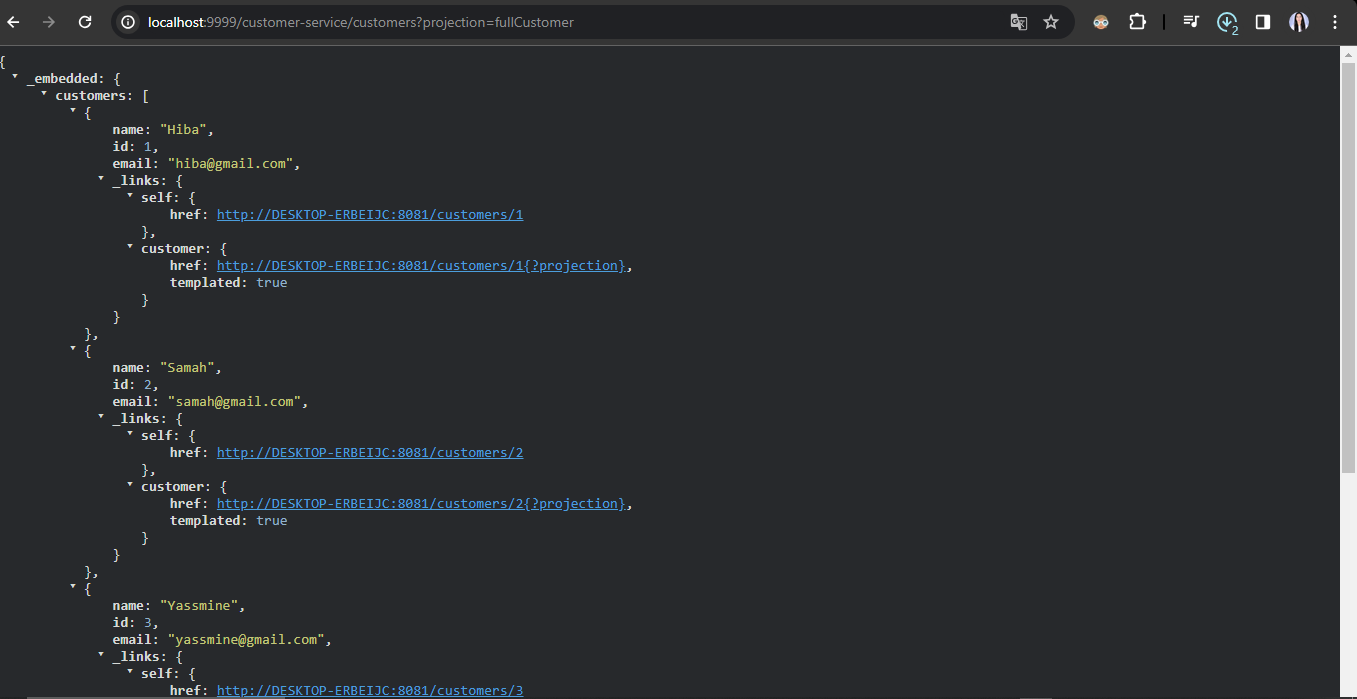 localhost:9999/customer-service/customers?projection=fullCustomer
2
{
_embedded: {
customers: [
{
name: "Hiba",
id: 1,
email: "hiba@gmail.com",
_links: {
self: {
href: http://DESKTOP-ERBEIJC:8081/customers/1
},
customer: {
href: http://DESKTOP-ERBEIJC:8081/customers/1{?projection},
templated: true
}
}
},
{
name: "Samah",
id: 2,
email: "samah@gmail.com",
_links: {
self: {
href: http://DESKTOP-ERBEIJC:8081/customers/2
},
customer: {
href: http://DESKTOP-ERBEIJC:8081/customers/2{?projection},
templated: true
}
}
},
{
name: "Yassmine",
id: 3,
email: "yassmine@gmail.com",
_links: {
self: {
href: http://DESKTOP-ERBEIJC:8081/customers/3